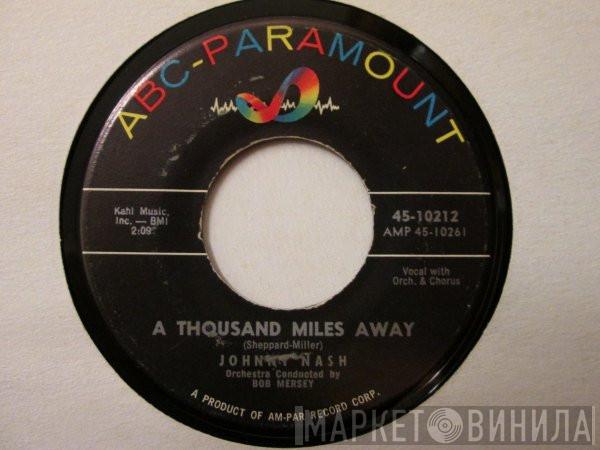 ABC-PARAMOUNT
Kahl Music,
Inc. — BMI
2:09
45-10212
AMP 45-10261
Vocal with
Orch. & Chorus
A THOUSAND MILES AWAY
(Sheppard-Miller)
JOHNNY NASH
Orchestra Conducted by
BOB MERSEY
A PRODUCT OF AM-PAR RECORD CORP.
МАРКЕТ ВИНИЛА